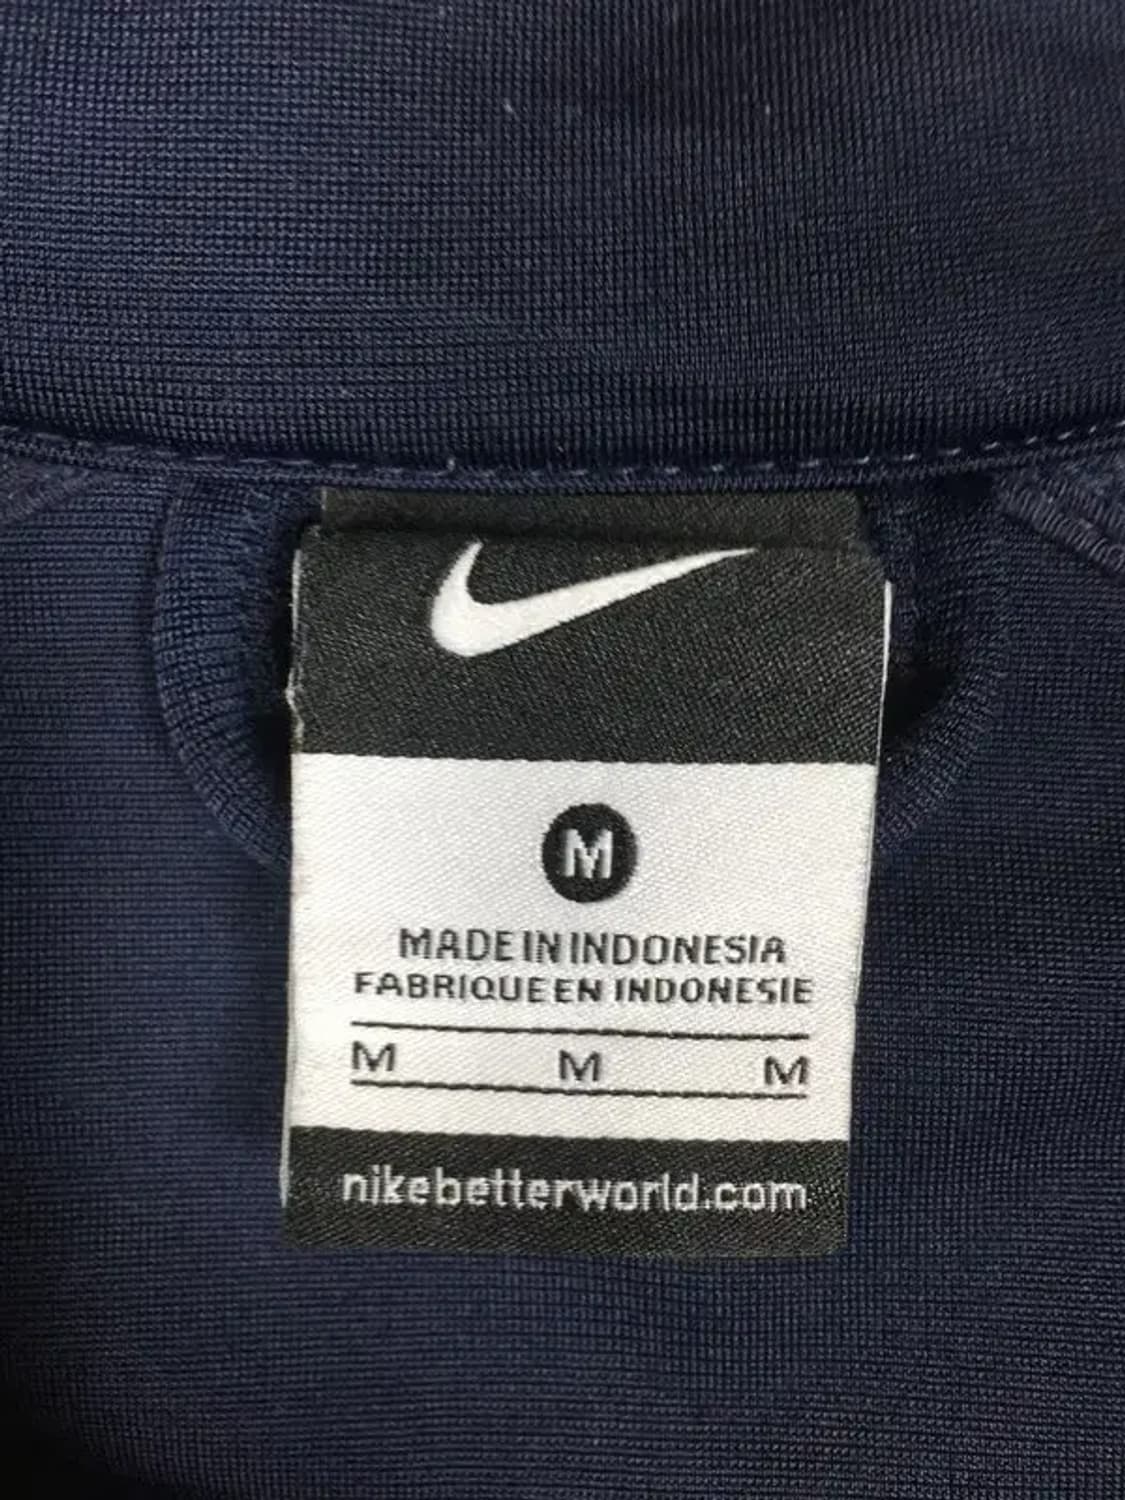 M
MADE IN INDONESIA
FABRIQUE EN INDONESIE
M M M
nikebetterworld.com